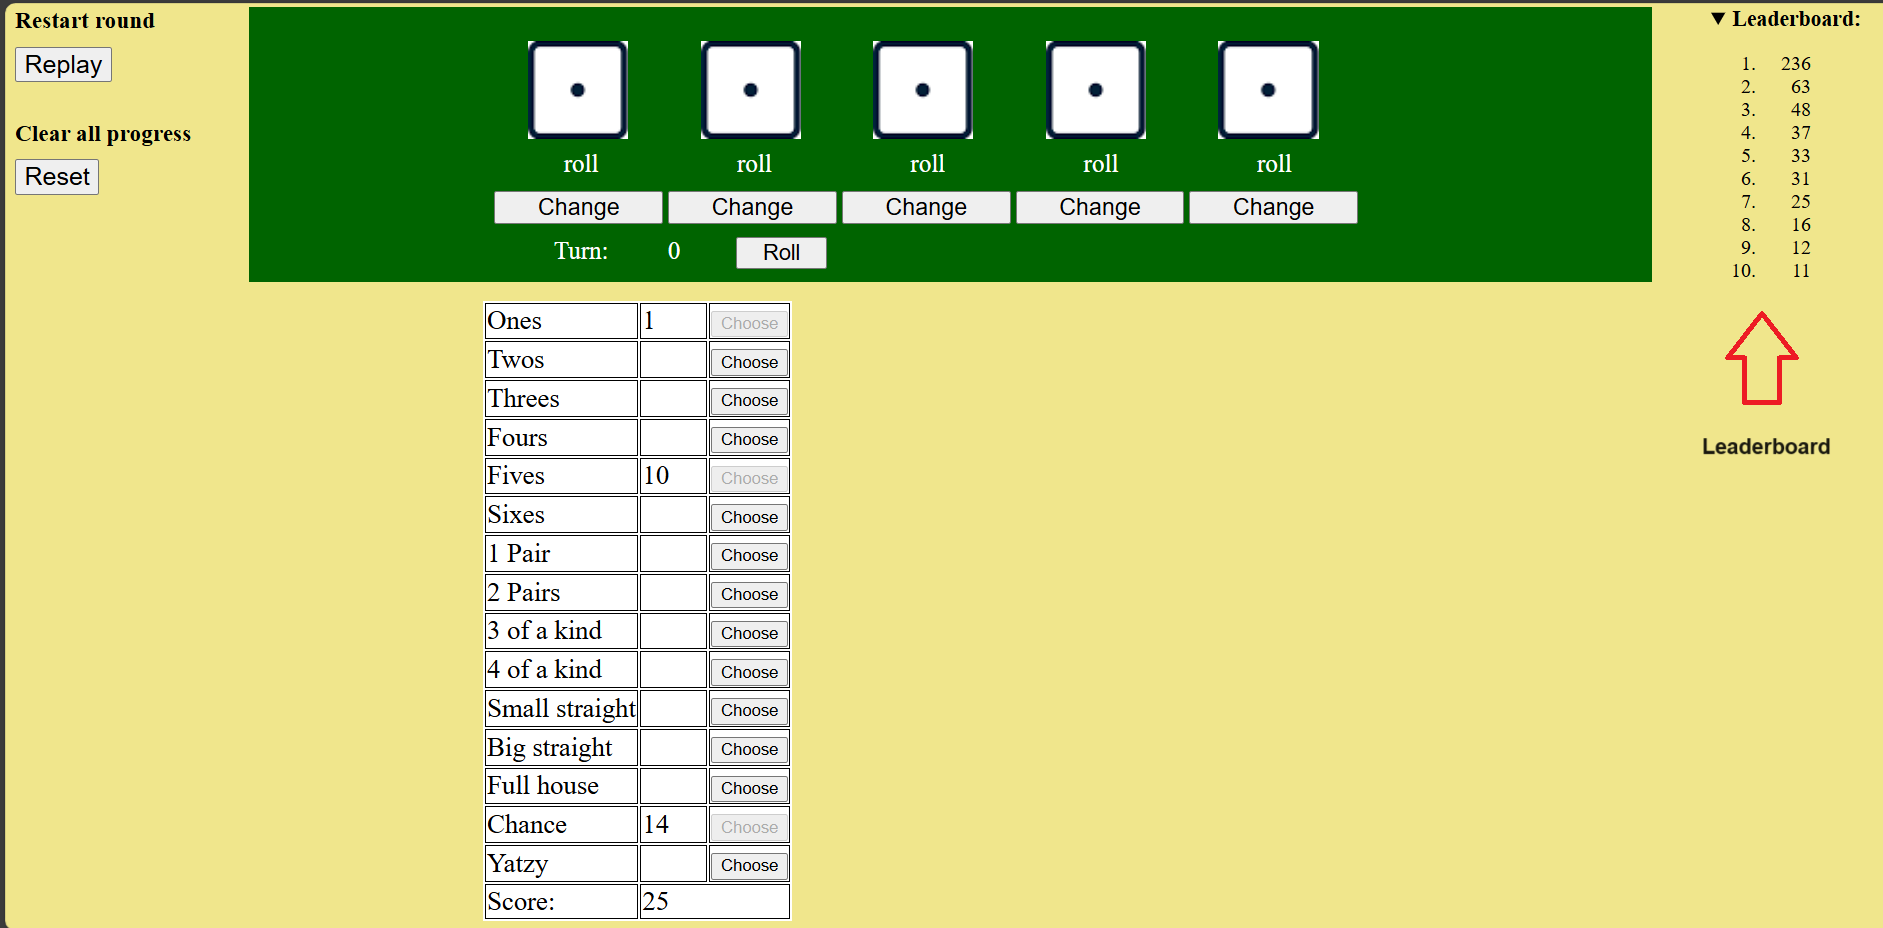 Restart round
Replay
Clear all progress
Reset
roll roll roll roll roll
Change Change Change Change Change
Turn: 0 Roll
▼ Leaderboard:
1. 236
2. 63
3. 48
4. 37
5. 33
6. 31
7. 25
8. 16
9. 12
10. 11
Leaderboard
Ones 1 Choose
Twos Choose
Threes Choose
Fours Choose
Fives 10 Choose
Sixes Choose
1 Pair Choose
2 Pairs Choose
3 of a kind Choose
4 of a kind Choose
Small straight Choose
Big straight Choose
Full house Choose
Chance 14 Choose
Yatzy Choose
Score: 25